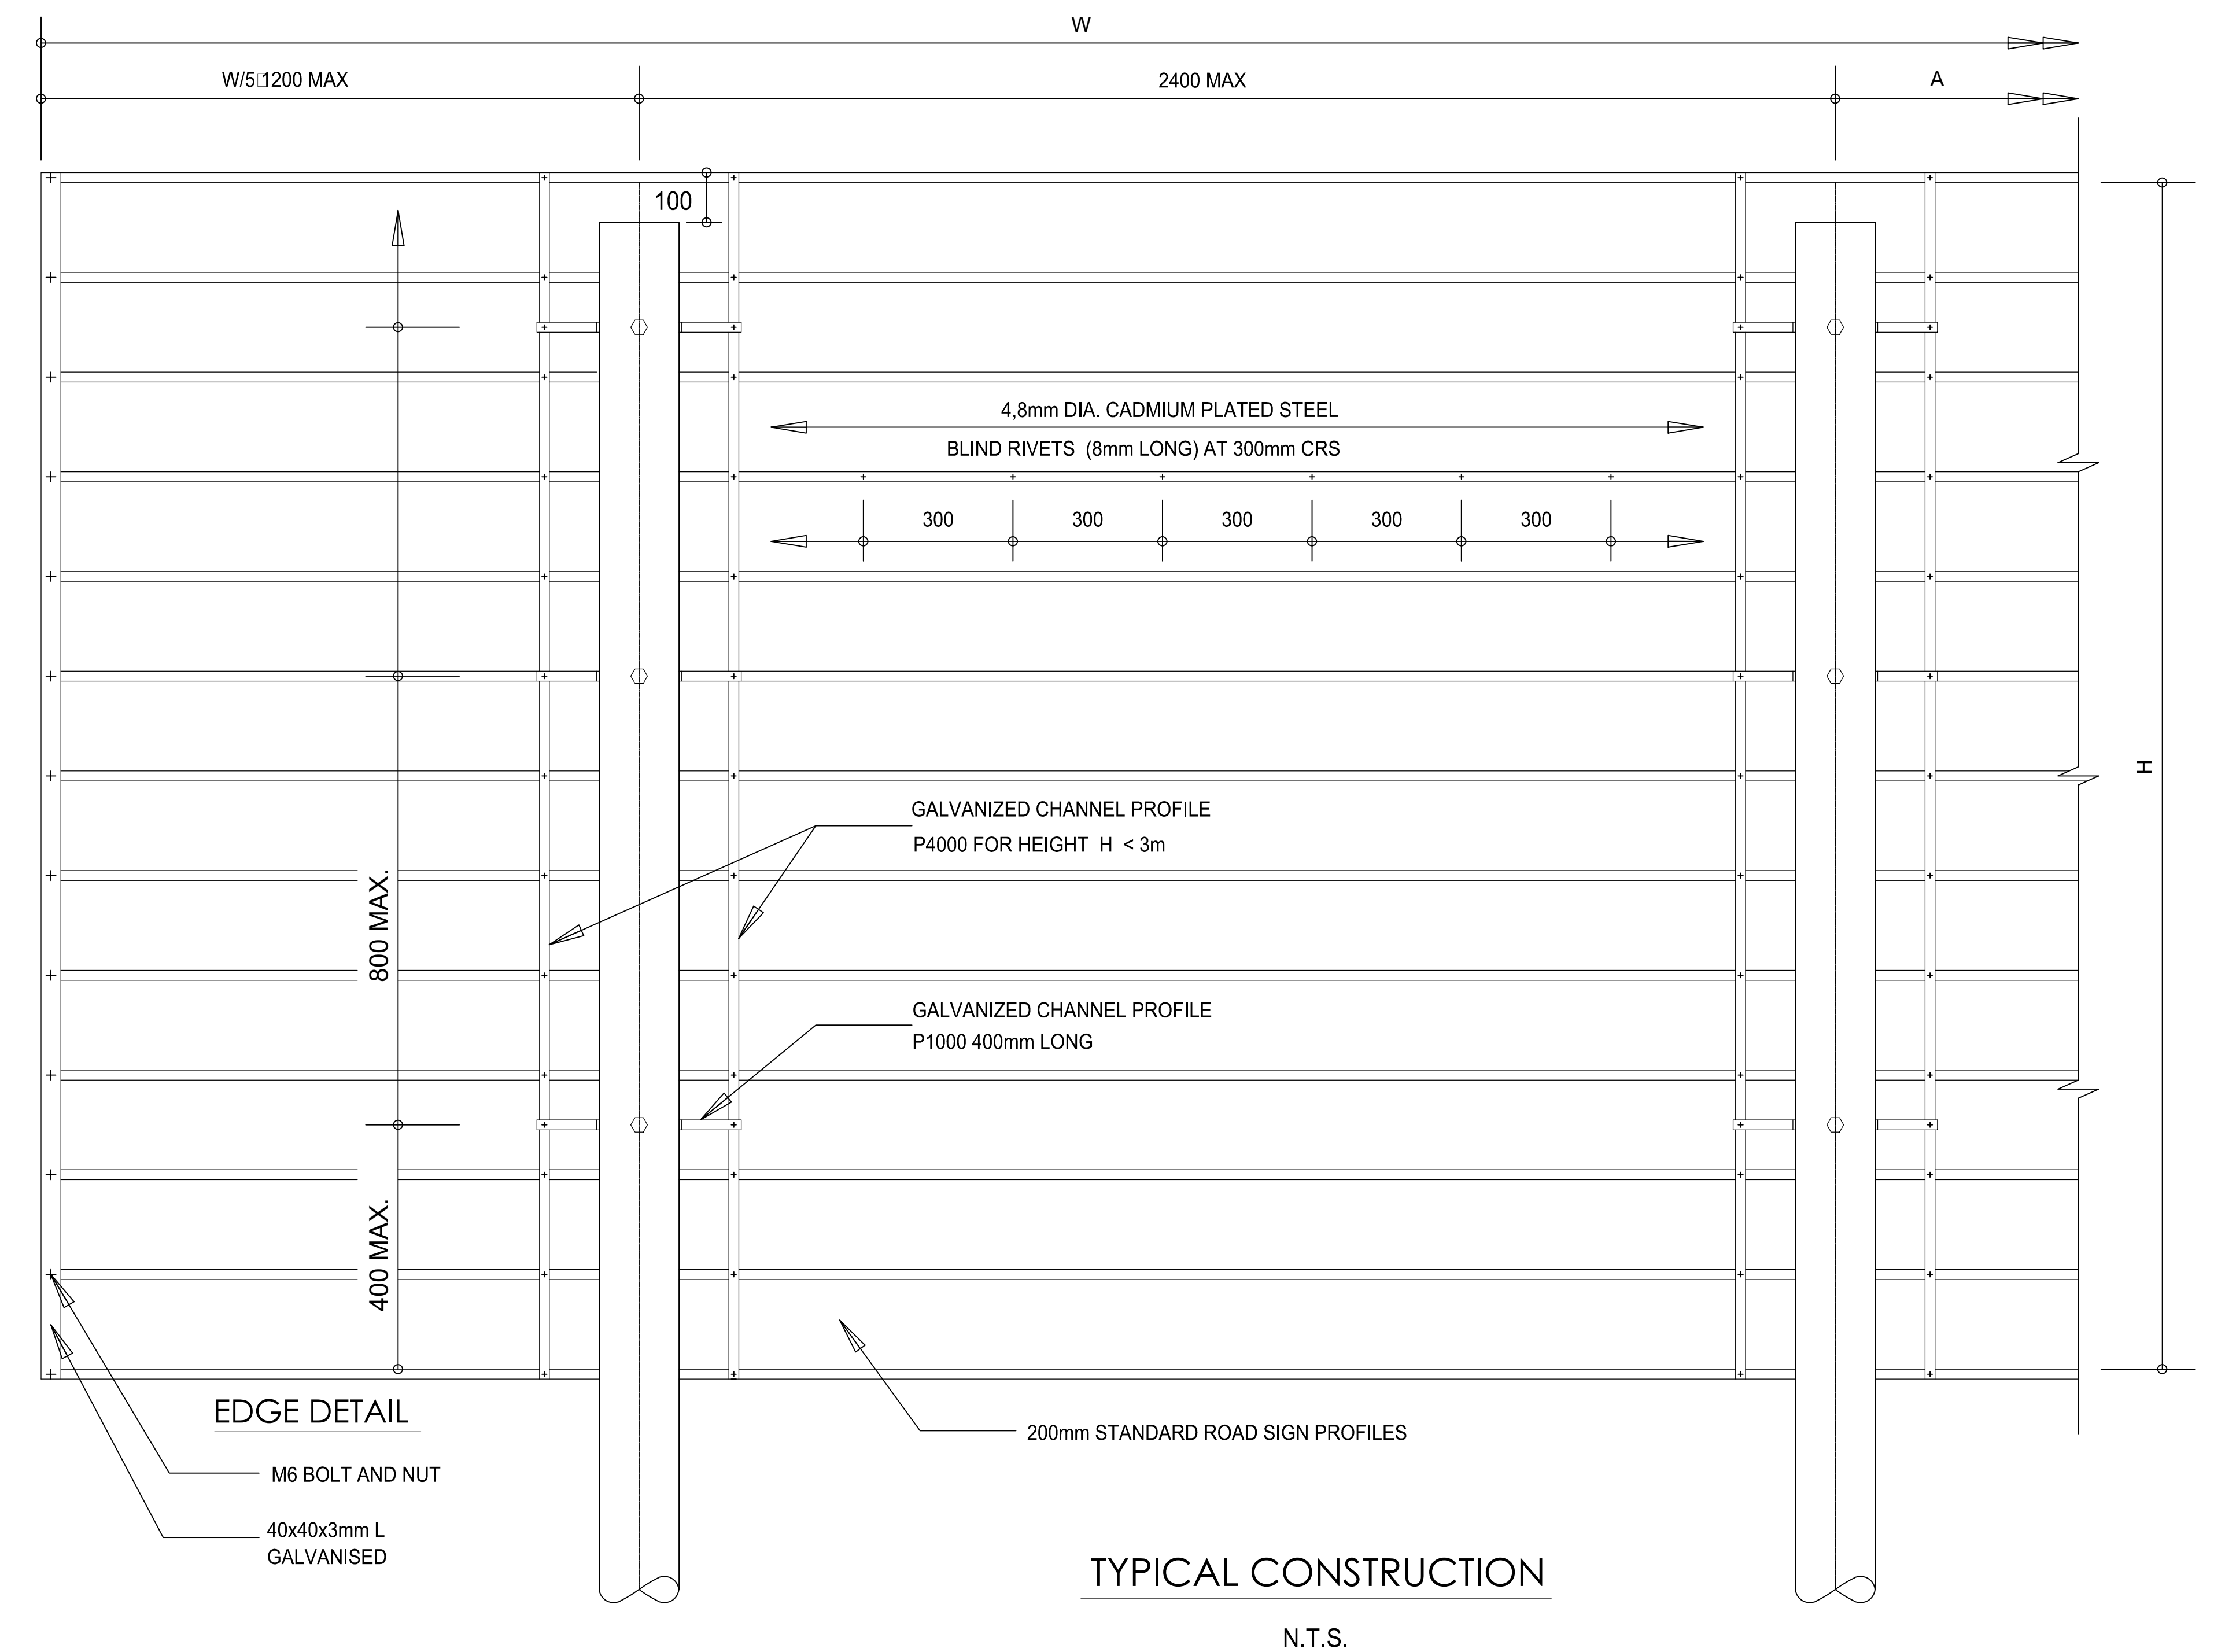 W
W/5□1200 MAX
2400 MAX
A
100
4,8mm DIA. CADMIUM PLATED STEEL
BLIND RIVETS (8mm LONG) AT 300mm CRS
300 300 300 300 300
H
GALVANIZED CHANNEL PROFILE
P4000 FOR HEIGHT H < 3m
800 MAX.
GALVANIZED CHANNEL PROFILE
P1000 400mm LONG
400 MAX.
EDGE DETAIL
200mm STANDARD ROAD SIGN PROFILES
M6 BOLT AND NUT
40x40x3mm L
GALVANISED
TYPICAL CONSTRUCTION
N.T.S.